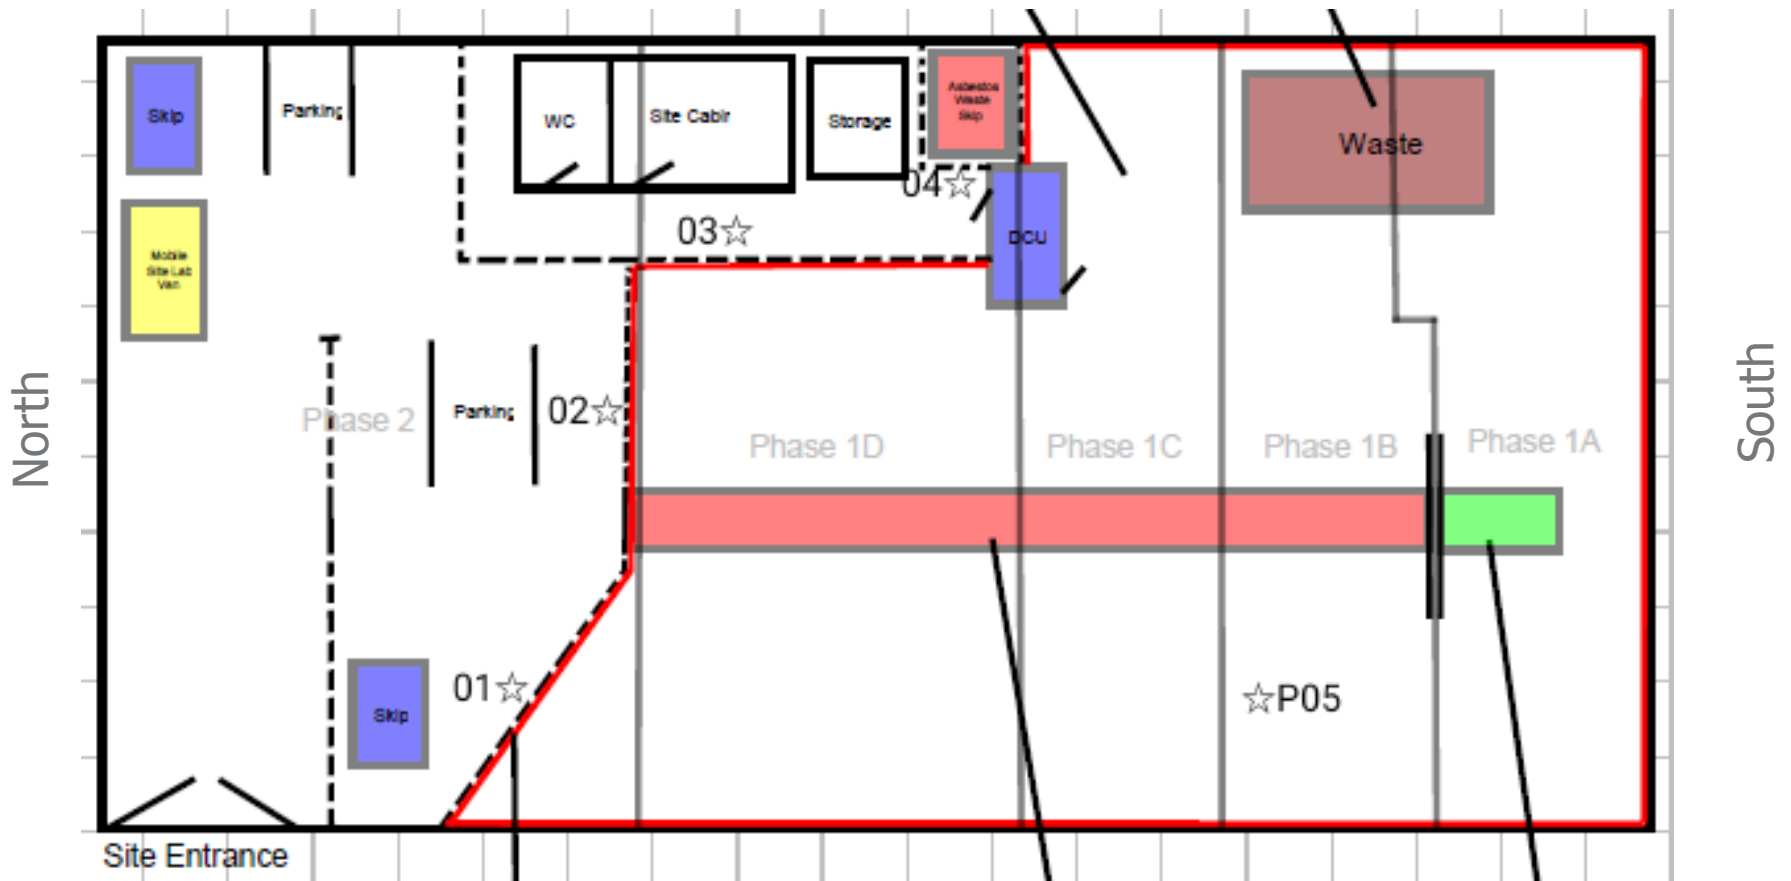 Skip
Parking
WC
Site Cabin
Storage
Asbestos
Waste
Skip
Waste
04☆
03☆
DCU
Mobile
Site Lab
Van
North
South
Phase 2
Parking
02☆
Phase 1D
Phase 1C
Phase 1B
Phase 1A
01☆
☆P05
Skip
Site Entrance